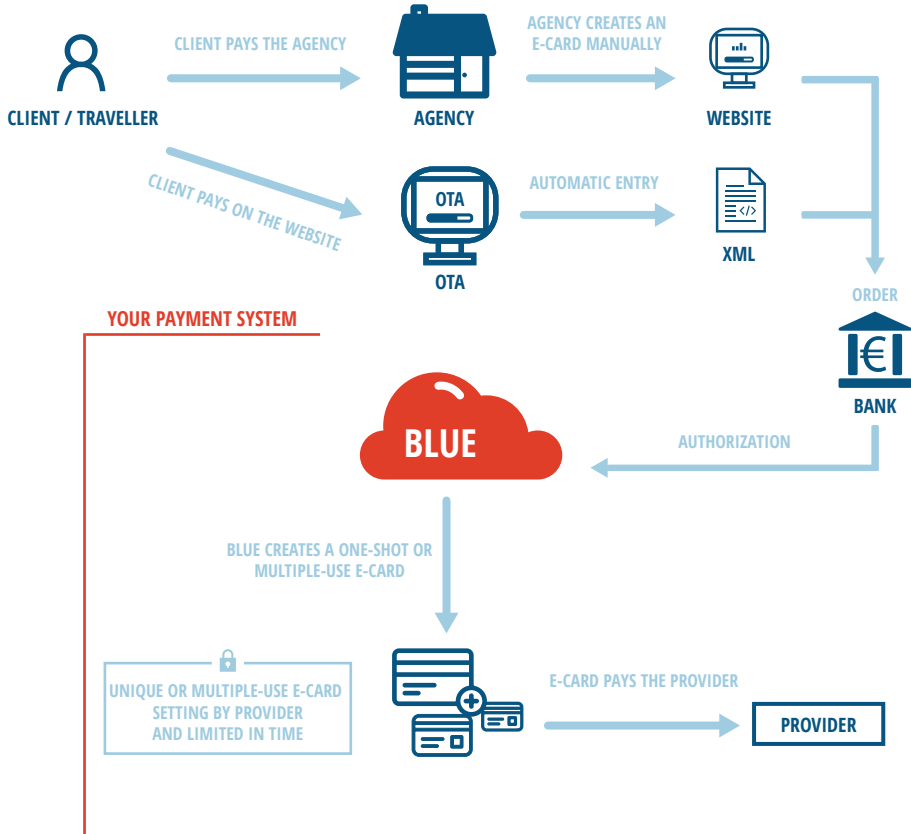 CLIENT PAYS THE AGENCY
AGENCY CREATES AN
E-CARD MANUALLY
CLIENT / TRAVELLER
AGENCY
WEBSITE
CLIENT PAYS ON THE WEBSITE
OTA
AUTOMATIC ENTRY
</>
OTA
XML
ORDER
YOUR PAYMENT SYSTEM
€
BANK
BLUE
AUTHORIZATION
BLUE CREATES A ONE-SHOT OR
MULTIPLE-USE E-CARD
UNIQUE OR MULTIPLE-USE E-CARD
SETTING BY PROVIDER
AND LIMITED IN TIME
E-CARD PAYS THE PROVIDER
PROVIDER